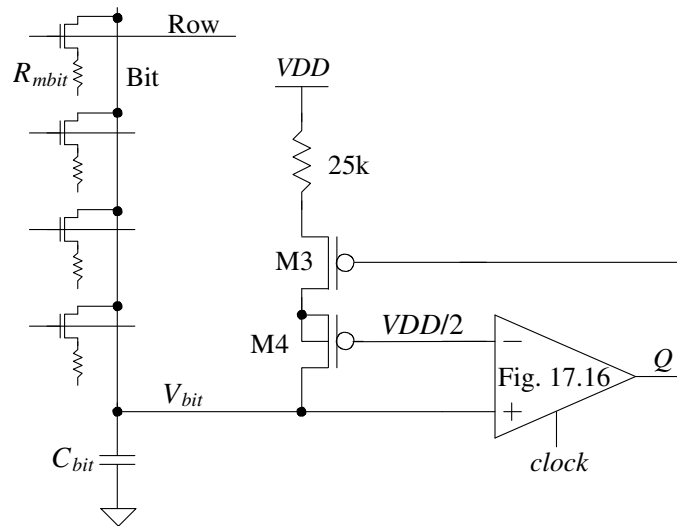 Row
R_mbit
Bit
VDD
25k
M3
M4
VDD/2
−
Fig. 17.16
+
Q
V_bit
C_bit
clock